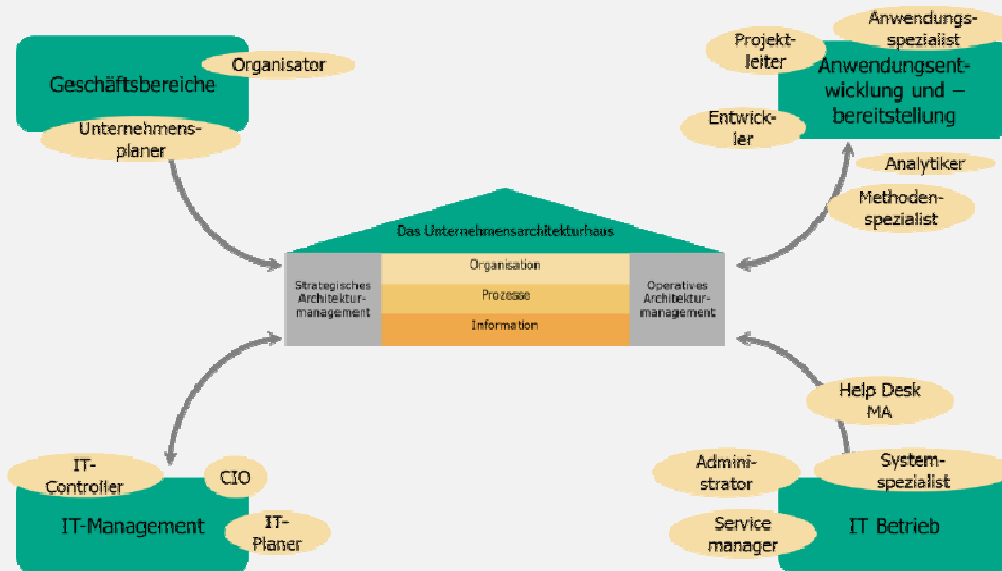 Geschäftsbereiche
Organisator
Unternehmens-
planer
Projekt-
leiter
Anwendungs-
spezialist
Anwendungsent-
wicklung und –
bereitstellung
Entwick-
ler
Analytiker
Methoden-
spezialist
Das Unternehmensarchitekturhaus
Strategisches
Architektur-
management
Organisation
Prozesse
Information
Operatives
Architektur-
management
IT-
Controller
CIO
IT-Management
IT-
Planer
Help Desk
MA
Admini-
strator
System-
spezialist
Service
manager
IT Betrieb